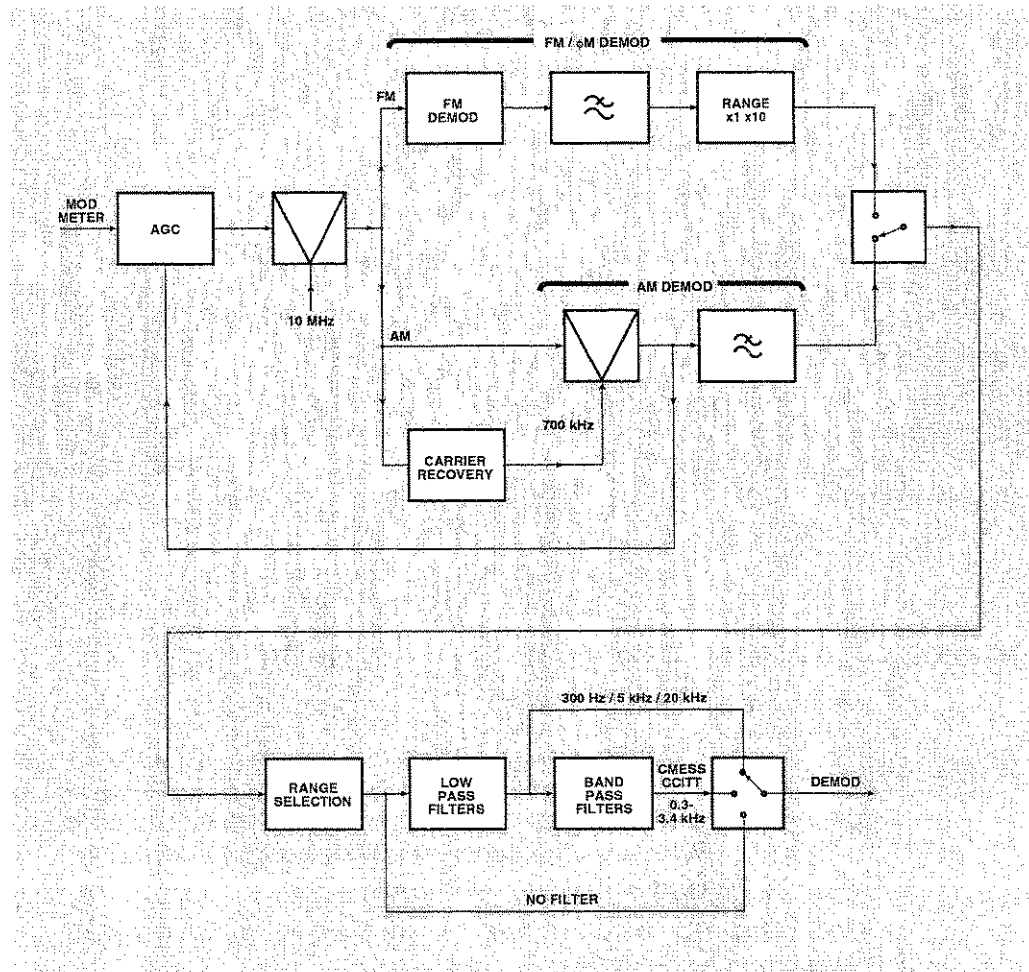 FM / φM DEMOD
FM
FM
DEMOD
RANGE
x1 x10
MOD
METER
AGC
10 MHz
AM DEMOD
AM
700 kHz
CARRIER
RECOVERY
300 Hz / 5 kHz / 20 kHz
RANGE
SELECTION
LOW
PASS
FILTERS
BAND
PASS
FILTERS
CMESS
CCITT
0.3-
3.4 kHz
DEMOD
NO FILTER